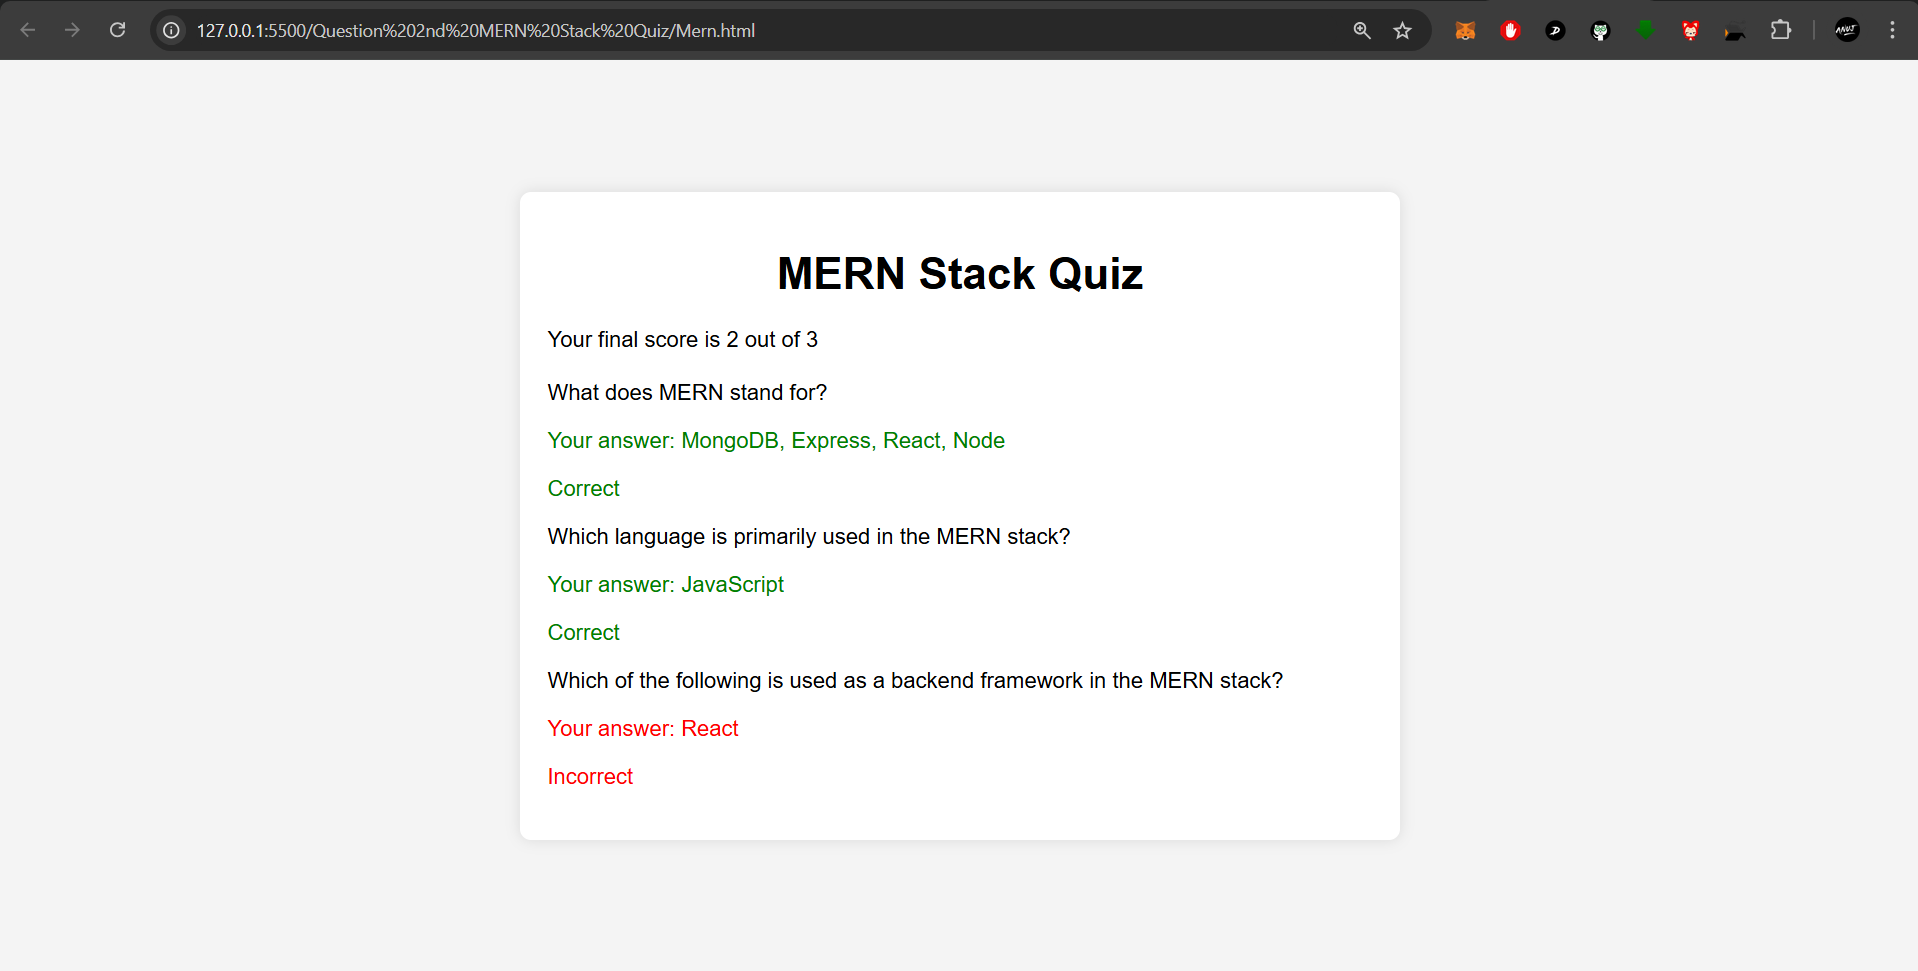 127.0.0.1:5500/Question%202nd%20MERN%20Stack%20Quiz/Mern.html
MERN Stack Quiz
Your final score is 2 out of 3
What does MERN stand for?
Your answer: MongoDB, Express, React, Node
Correct
Which language is primarily used in the MERN stack?
Your answer: JavaScript
Correct
Which of the following is used as a backend framework in the MERN stack?
Your answer: React
Incorrect